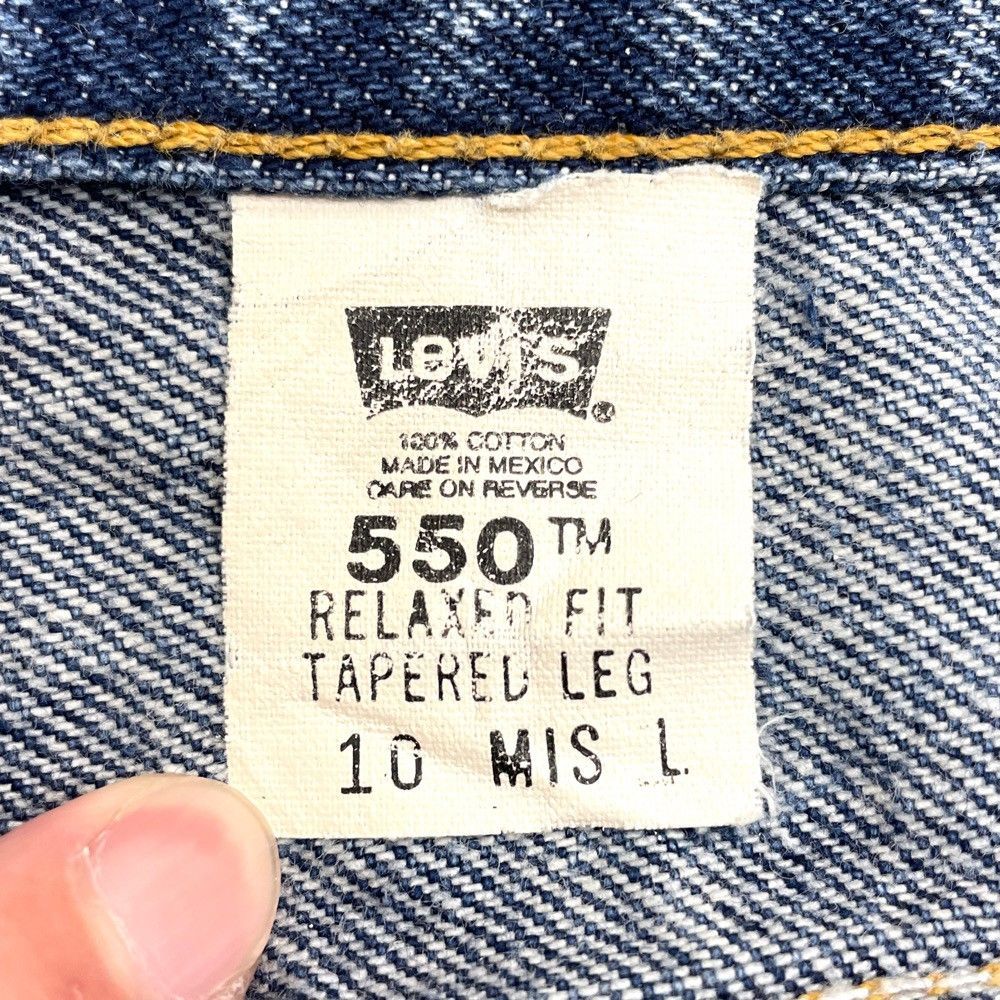 Levi's ®
100% COTTON
MADE IN MEXICO
CARE ON REVERSE
550™
RELAXED FIT
TAPERED LEG
10 MIS L